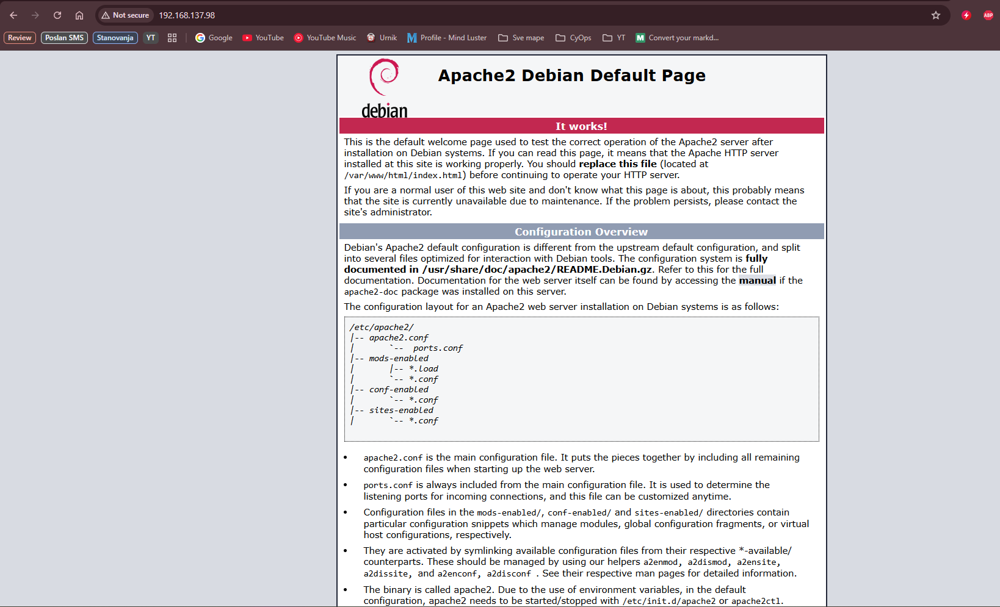 Not secure 192.168.137.98
ABP
Review Poslan SMS Stanovanja YT Google YouTube YouTube Music Urnik Profile - Mind Luster Sve mape CyOps YT Convert your markd...
debian
Apache2 Debian Default Page
It works!
This is the default welcome page used to test the correct operation of the Apache2 server after
installation on Debian systems. If you can read this page, it means that the Apache HTTP server
installed at this site is working properly. You should replace this file (located at
/var/www/html/index.html) before continuing to operate your HTTP server.
If you are a normal user of this web site and don't know what this page is about, this probably means
that the site is currently unavailable due to maintenance. If the problem persists, please contact the
site's administrator.
Configuration Overview
Debian's Apache2 default configuration is different from the upstream default configuration, and split
into several files optimized for interaction with Debian tools. The configuration system is fully
documented in /usr/share/doc/apache2/README.Debian.gz. Refer to this for the full
documentation. Documentation for the web server itself can be found by accessing the manual if the
apache2-doc package was installed on this server.
The configuration layout for an Apache2 web server installation on Debian systems is as follows:
/etc/apache2/
|-- apache2.conf
|       `--  ports.conf
|-- mods-enabled
|       |-- *.load
|       `-- *.conf
|-- conf-enabled
|       `-- *.conf
|-- sites-enabled
|       `-- *.conf
• apache2.conf is the main configuration file. It puts the pieces together by including all remaining
configuration files when starting up the web server.
• ports.conf is always included from the main configuration file. It is used to determine the
listening ports for incoming connections, and this file can be customized anytime.
• Configuration files in the mods-enabled/, conf-enabled/ and sites-enabled/ directories contain
particular configuration snippets which manage modules, global configuration fragments, or virtual
host configurations, respectively.
• They are activated by symlinking available configuration files from their respective *-available/
counterparts. These should be managed by using our helpers a2enmod, a2dismod, a2ensite,
a2dissite, and a2enconf, a2disconf . See their respective man pages for detailed information.
• The binary is called apache2. Due to the use of environment variables, in the default
configuration, apache2 needs to be started/stopped with /etc/init.d/apache2 or apache2ctl.